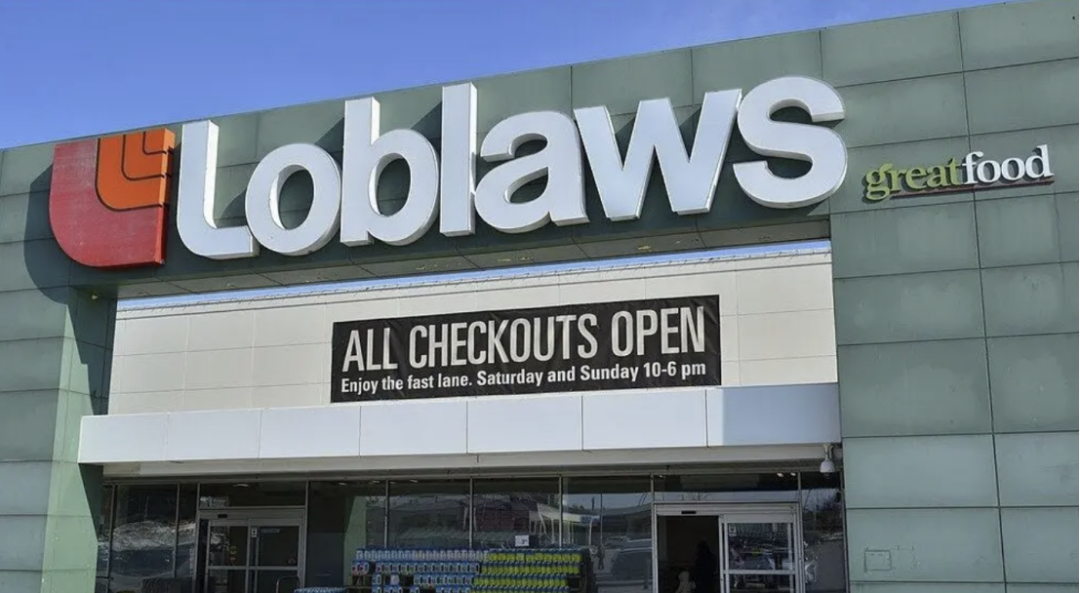 Loblaws
greatfood
ALL CHECKOUTS OPEN
Enjoy the fast lane. Saturday and Sunday 10-6 pm